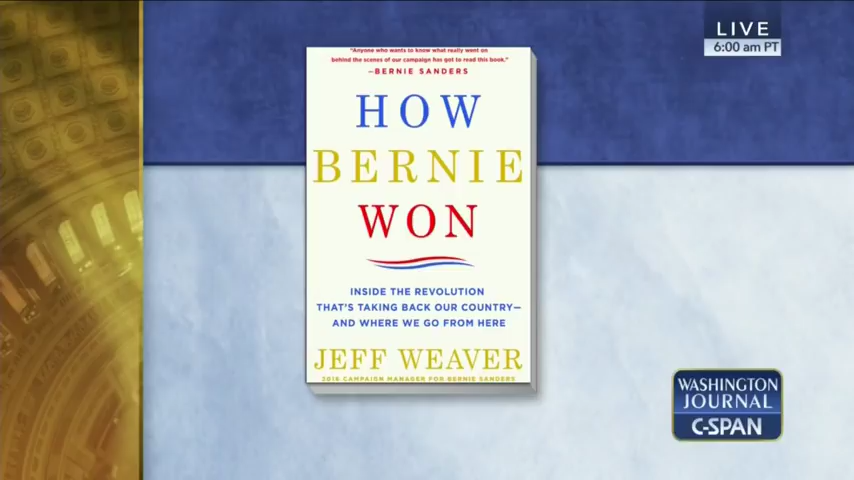 LIVE
6:00 am PT
"Anyone who wants to know what really went on
behind the scenes of our campaign has got to read this book."
—BERNIE SANDERS
HOW
BERNIE
WON
INSIDE THE REVOLUTION
THAT'S TAKING BACK OUR COUNTRY—
AND WHERE WE GO FROM HERE
JEFF WEAVER
2016 CAMPAIGN MANAGER FOR BERNIE SANDERS
WASHINGTON
JOURNAL
C-SPAN